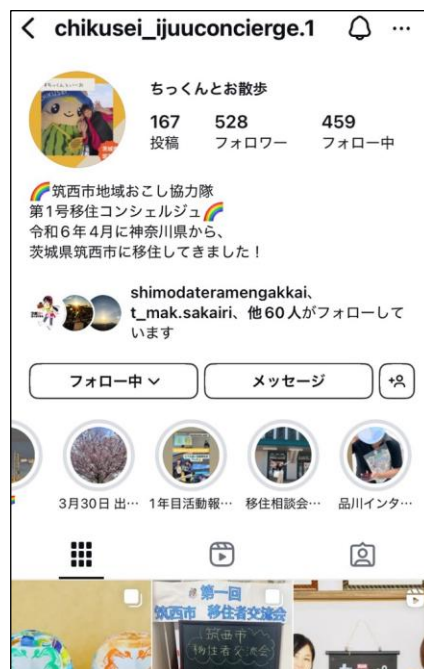 chikusei_ijuuconcierge.1
ちっくんとお散歩
167 528 459
投稿 フォロワー フォロー中
🌈筑西市地域おこし協力隊
第1号移住コンシェルジュ🌈
令和6年4月に神奈川県から、
茨城県筑西市に移住してきました！
shimodateramengakkai、
t_mak.sakairi、他60人がフォローして
います
フォロー中 メッセージ
3月30日 出… 1年目活動報… 移住相談会… 品川インタ…
第一回
筑西市 移住者交流会
筑西市
移住者交流会